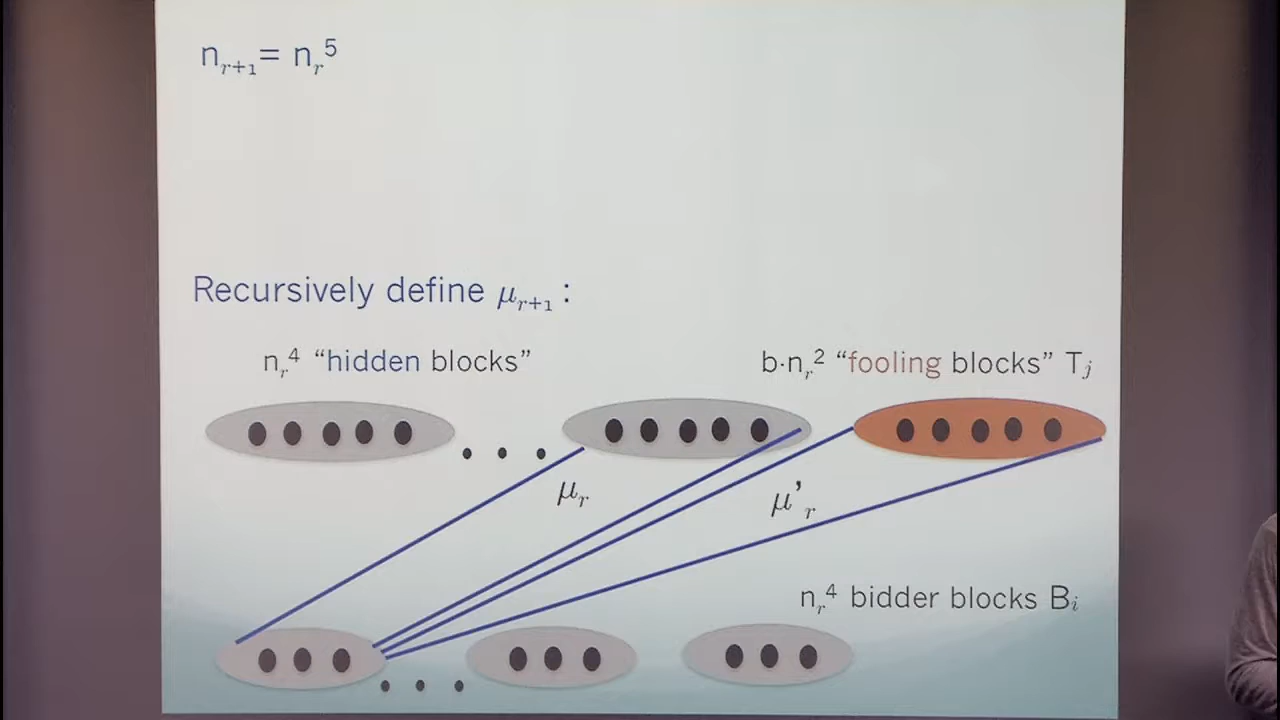 n_{r+1} = n_r^5
Recursively define μ_{r+1} :
n_r^4 “hidden blocks”
b·n_r^2 “fooling blocks” T_j
μ_r
μ’_r
n_r^4 bidder blocks B_i